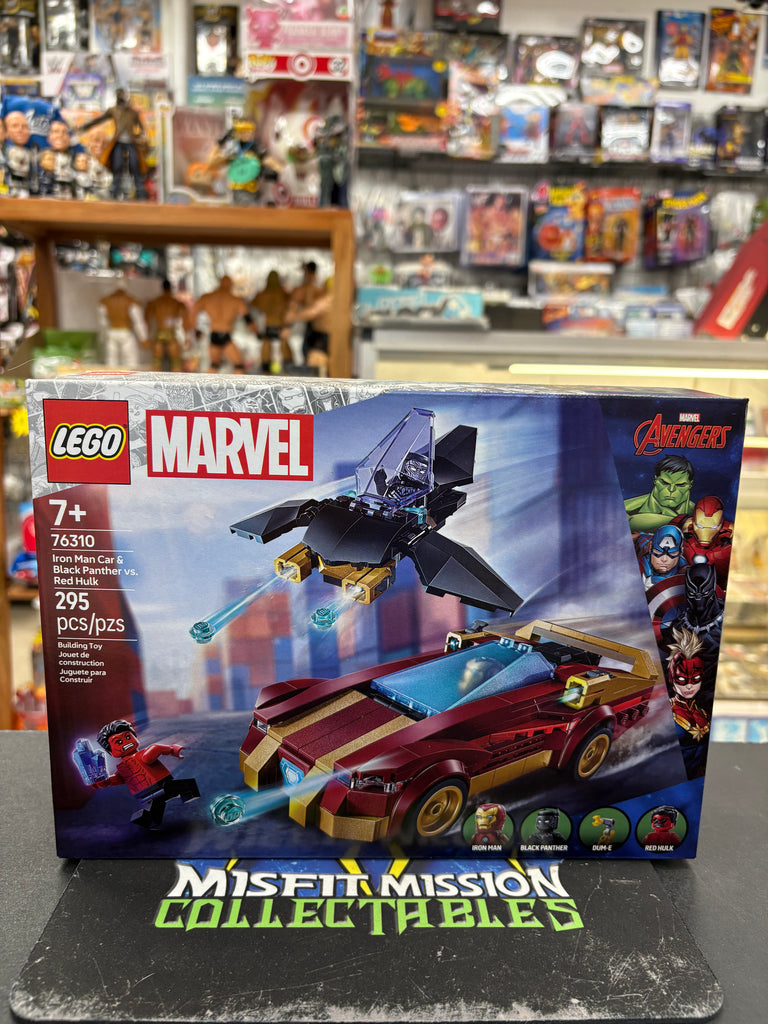 LEGO
MARVEL
7+
76310
Iron Man Car &
Black Panther vs.
Red Hulk
295
pcs/pzs
Building Toy
Jouet de
construction
Juguete para
Construir
MARVEL
AVENGERS
IRON MAN
BLACK PANTHER
DUM-E
RED HULK
MISFIT MISSION
COLLECTABLES